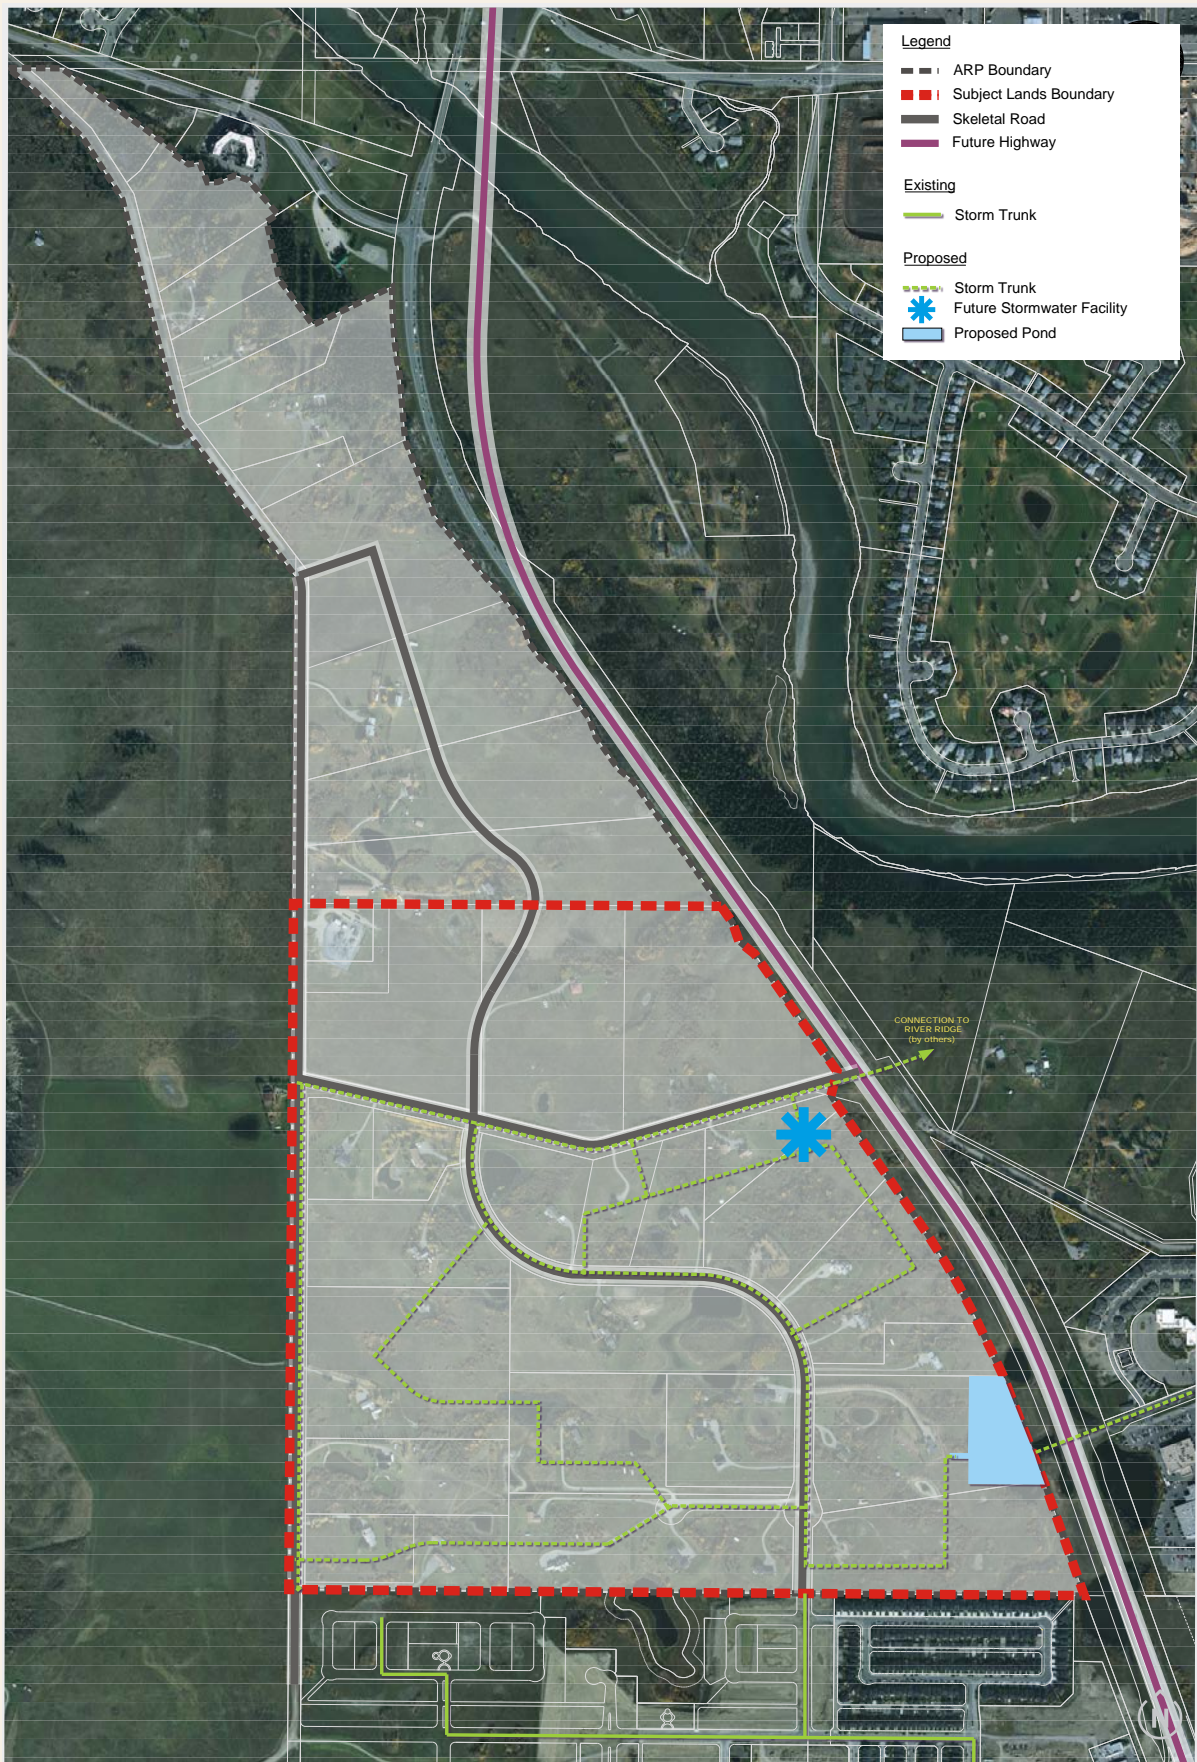 Legend
ARP Boundary
Subject Lands Boundary
Skeletal Road
Future Highway
Existing
Storm Trunk
Proposed
Storm Trunk
Future Stormwater Facility
Proposed Pond
CONNECTION TO
RIVER RIDGE
(by others)
N